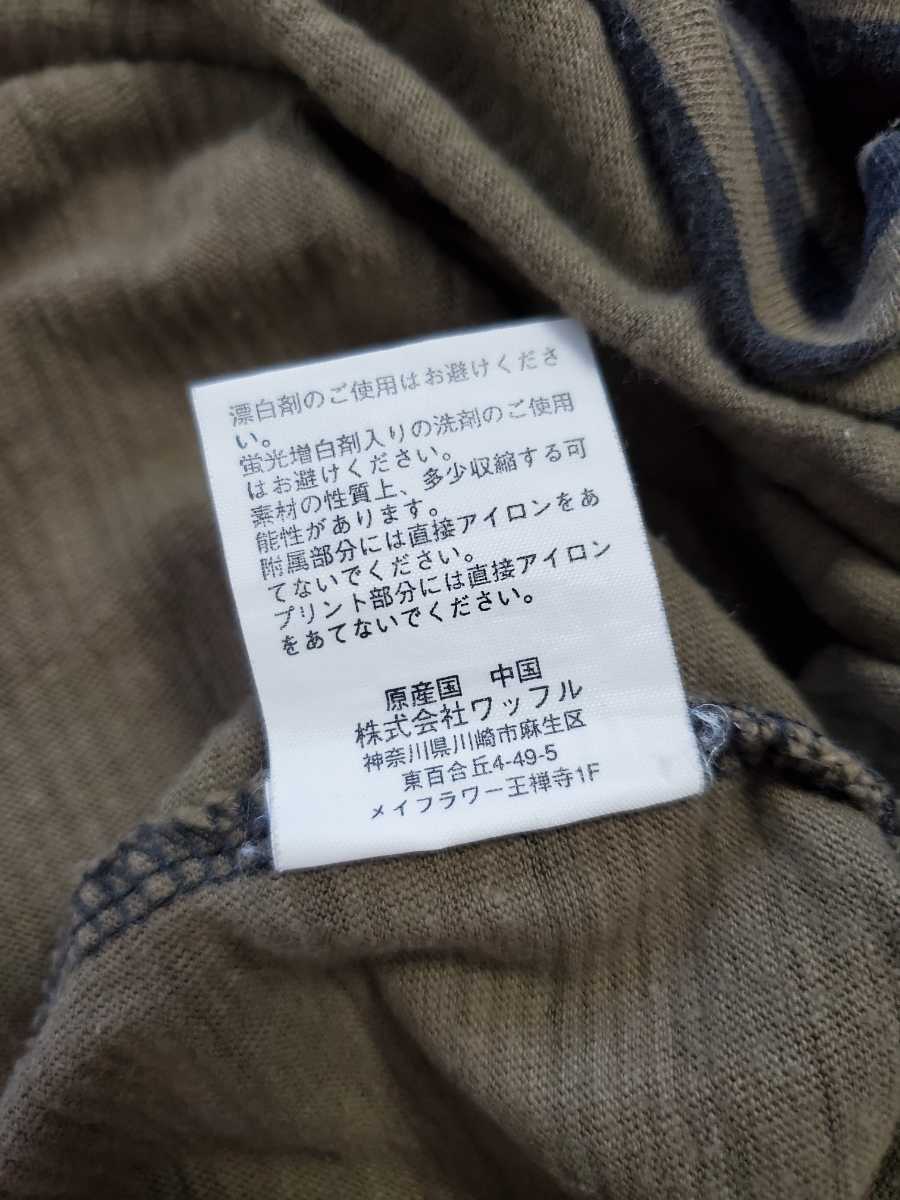 漂白剤のご使用はお避けくださ
い。
蛍光増白剤入りの洗剤のご使用
はお避けください。
素材の性質上、多少収縮する可
能性があります。
附属部分には直接アイロンをあ
てないでください。
プリント部分には直接アイロン
をあてないでください。
原産国 中国
株式会社ワッフル
神奈川県川崎市麻生区
東百合丘4-49-5
メイフラワー王禅寺1F